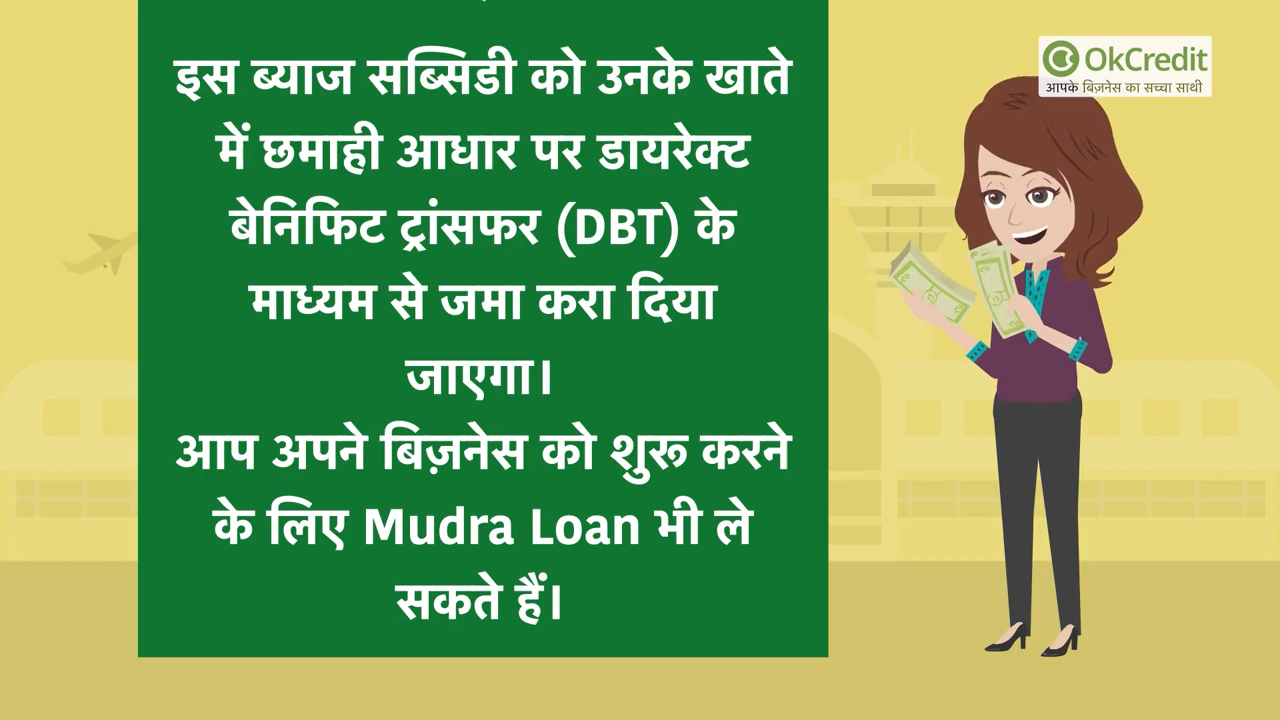 इस ब्याज सब्सिडी को उनके खाते
में छमाही आधार पर डायरेक्ट
बेनिफिट ट्रांसफर (DBT) के
माध्यम से जमा करा दिया
जाएगा।
आप अपने बिज़नेस को शुरू करने
के लिए Mudra Loan भी ले
सकते हैं।
OkCredit
आपके बिज़नेस का सच्चा साथी